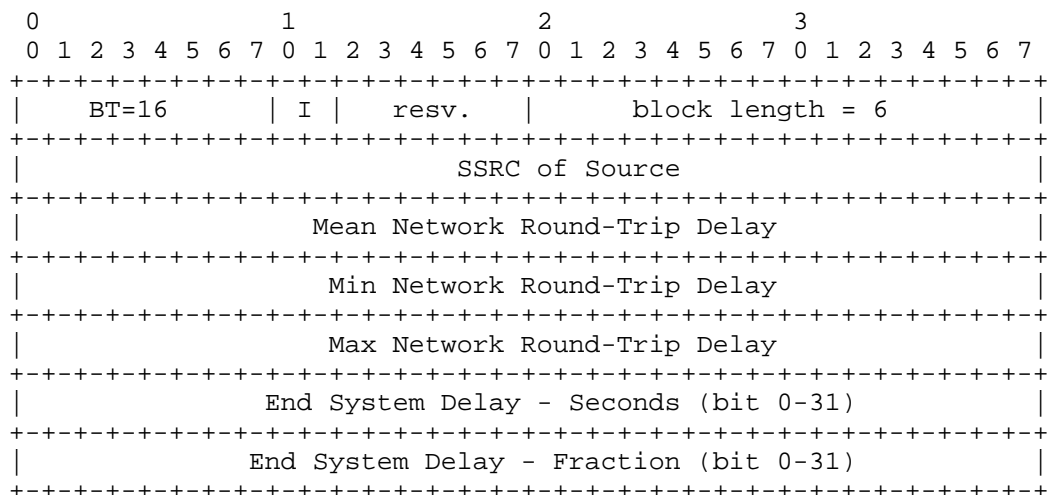 0 1 2 3
0 1 2 3 4 5 6 7 0 1 2 3 4 5 6 7 0 1 2 3 4 5 6 7 0 1 2 3 4 5 6 7
+-+-+-+-+-+-+-+-+-+-+-+-+-+-+-+-+-+-+-+-+-+-+-+-+-+-+-+-+-+-+-+-+
| BT=16 | I | resv. | block length = 6 |
+-+-+-+-+-+-+-+-+-+-+-+-+-+-+-+-+-+-+-+-+-+-+-+-+-+-+-+-+-+-+-+-+
| SSRC of Source |
+-+-+-+-+-+-+-+-+-+-+-+-+-+-+-+-+-+-+-+-+-+-+-+-+-+-+-+-+-+-+-+-+
| Mean Network Round-Trip Delay |
+-+-+-+-+-+-+-+-+-+-+-+-+-+-+-+-+-+-+-+-+-+-+-+-+-+-+-+-+-+-+-+-+
| Min Network Round-Trip Delay |
+-+-+-+-+-+-+-+-+-+-+-+-+-+-+-+-+-+-+-+-+-+-+-+-+-+-+-+-+-+-+-+-+
| Max Network Round-Trip Delay |
+-+-+-+-+-+-+-+-+-+-+-+-+-+-+-+-+-+-+-+-+-+-+-+-+-+-+-+-+-+-+-+-+
| End System Delay - Seconds (bit 0-31) |
+-+-+-+-+-+-+-+-+-+-+-+-+-+-+-+-+-+-+-+-+-+-+-+-+-+-+-+-+-+-+-+-+
| End System Delay - Fraction (bit 0-31) |
+-+-+-+-+-+-+-+-+-+-+-+-+-+-+-+-+-+-+-+-+-+-+-+-+-+-+-+-+-+-+-+-+